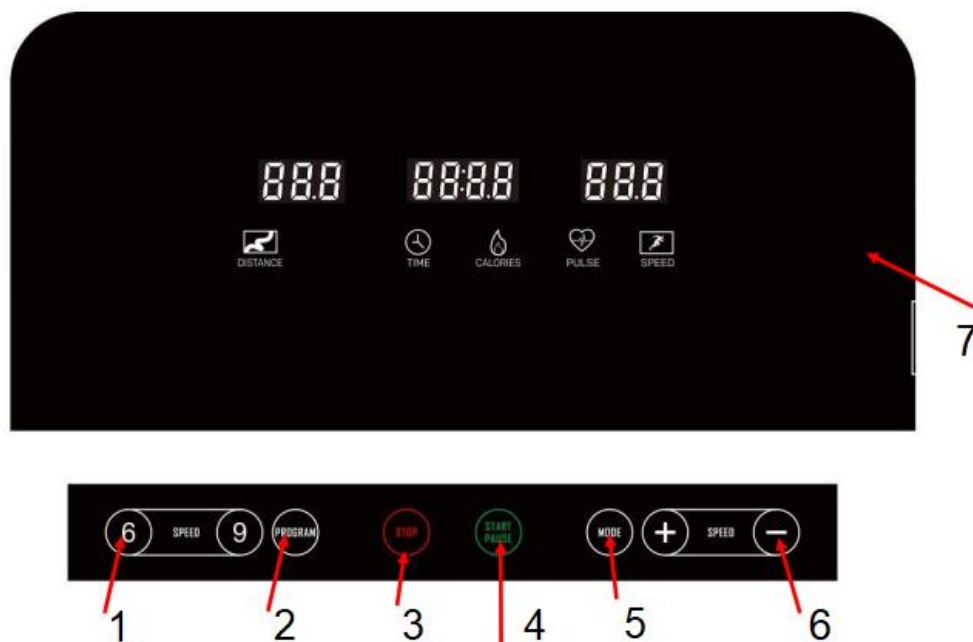 88.8 88:8.8 88.8
DISTANCE TIME CALORIES PULSE SPEED
7
6 SPEED 9 PROGRAM STOP START PAUSE MODE + SPEED −
1 2 3 4 5 6